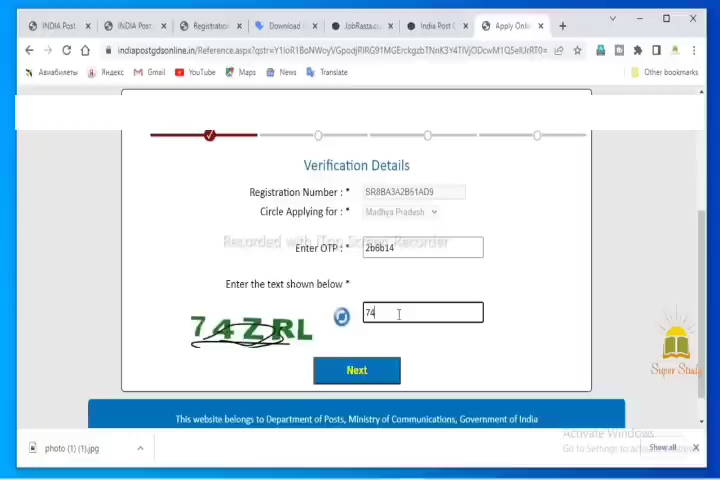 INDIA Post
INDIA Post
Registration
Download
JobRasta.c
India Post G
Apply Onlin
indiapostgdsonline.in/Reference.aspx?
Авиабилеты
Яндекс
Gmail
YouTube
Maps
News
Translate
Other bookmarks
Verification Details
Registration Number : * SR8BA3A2B51AD9
Circle Applying for : * Madhya Pradesh
Recorded with iTop Screen Recorder
Enter OTP : * 2b6b14
Enter the text shown below *
74
74ZRL
Next
Super Study
This website belongs to Department of Posts, Ministry of Communications, Government of India
Activate Windows
Go to Settings to activate Windows.
photo (1) (1).jpg
Show all